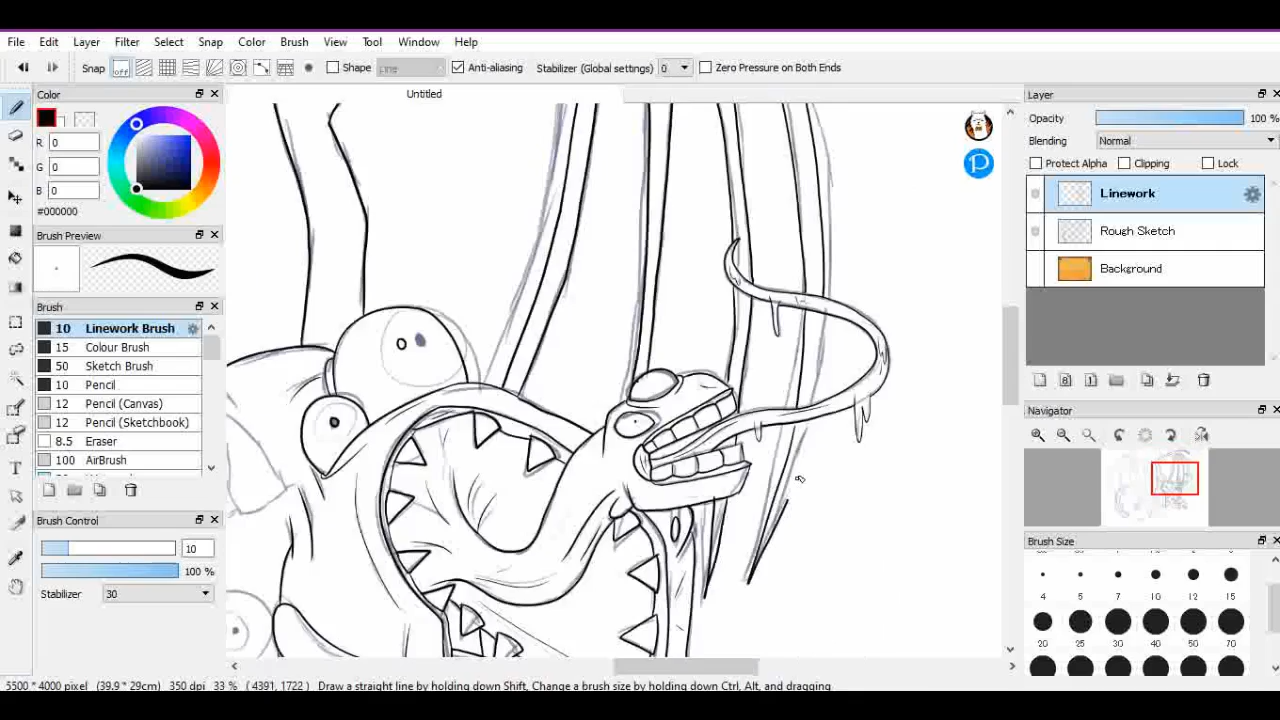 File Edit Layer Filter Select Snap Color Brush View Tool Window Help
Snap off Shape Line Anti-aliasing Stabilizer (Global settings) 0 Zero Pressure on Both Ends
Color
Untitled
Layer
R 0
G 0
B 0
#000000
Opacity 100 %
Blending Normal
Protect Alpha Clipping Lock
Linework
Rough Sketch
Background
Brush Preview
Brush
10 Linework Brush
15 Colour Brush
50 Sketch Brush
10 Pencil
12 Pencil (Canvas)
12 Pencil (Sketchbook)
8.5 Eraser
100 AirBrush
Navigator
Brush Control
10
100 %
Stabilizer 30
Brush Size
4 5 7 10 12 15
20 25 30 40 50 70
5500 * 4000 pixel (39.9 * 29cm) 350 dpi 33 % ( 4391, 1722 ) Draw a straight line by holding down Shift, Change a brush size by holding down Ctrl, Alt, and dragging